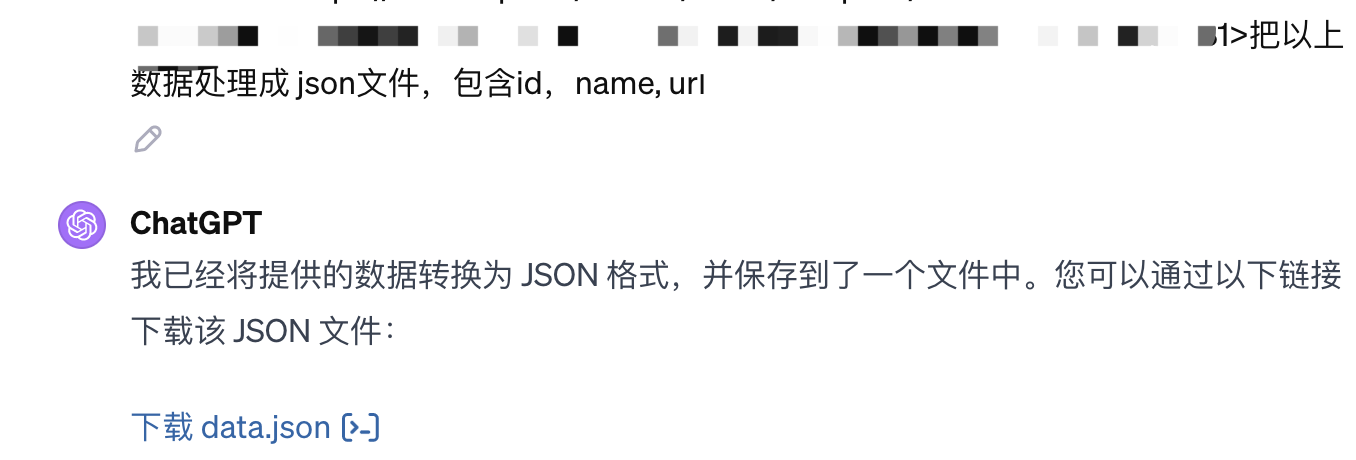 1>把以上
数据处理成 json文件，包含id，name, url
ChatGPT
我已经将提供的数据转换为 JSON 格式，并保存到了一个文件中。您可以通过以下链接
下载该 JSON 文件：
下载 data.json [>-]